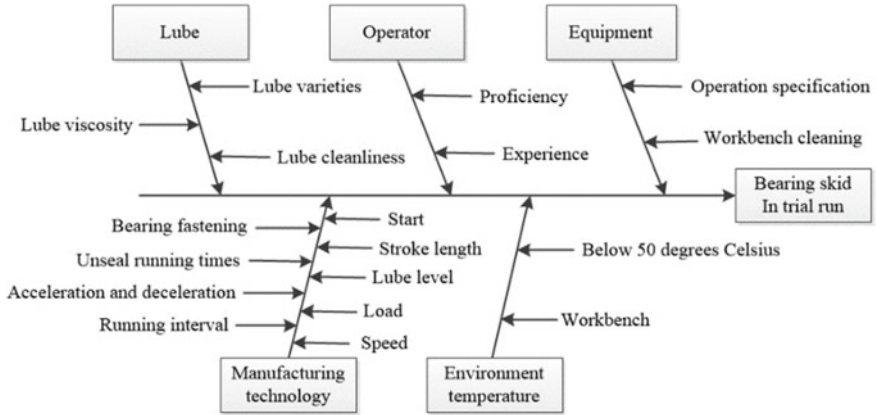 Lube
Operator
Equipment
Lube varieties
Lube viscosity
Lube cleanliness
Proficiency
Experience
Operation specification
Workbench cleaning
Bearing skid
In trial run
Bearing fastening
Unseal running times
Acceleration and deceleration
Running interval
Start
Stroke length
Lube level
Load
Speed
Below 50 degrees Celsius
Workbench
Manufacturing
technology
Environment
temperature